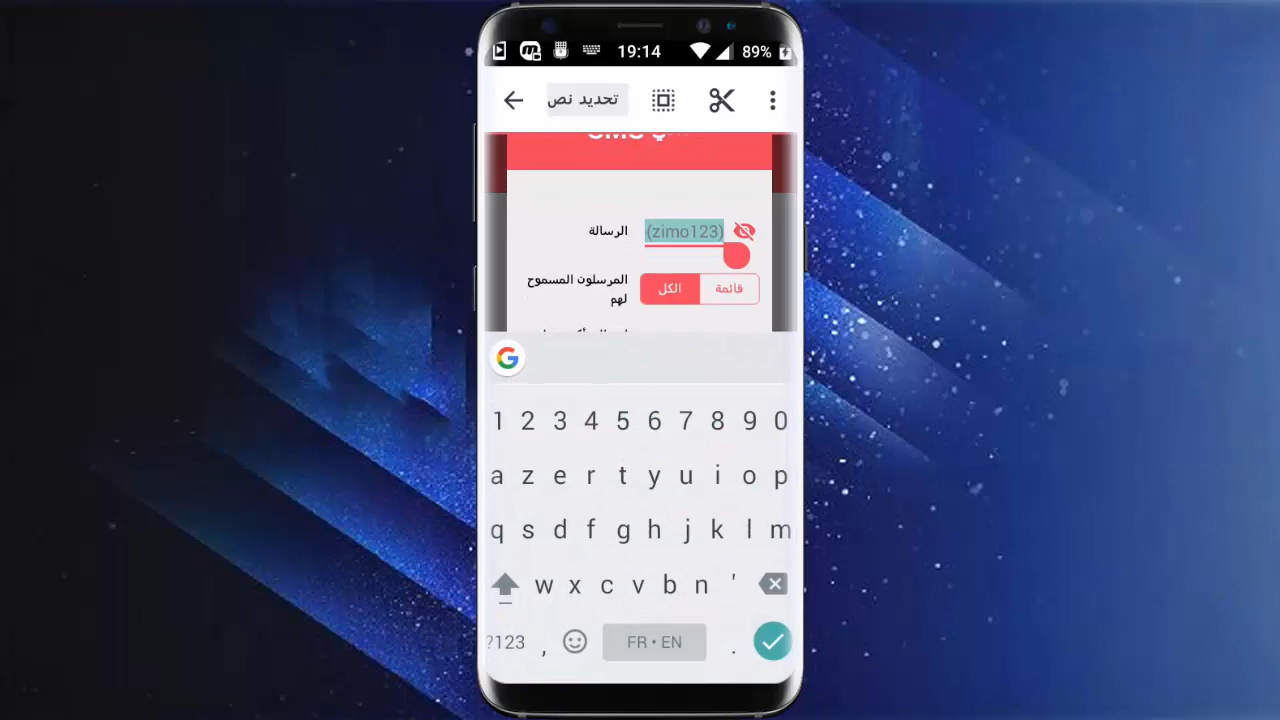 19:14 89%
تحديد نص
SMS
الرسالة (zimo123)
المرسلون المسموح
لهم
الكل قائمة
G
1 2 3 4 5 6 7 8 9 0
a z e r t y u i o p
q s d f g h j k l m
w x c v b n '
?123 , FR • EN .